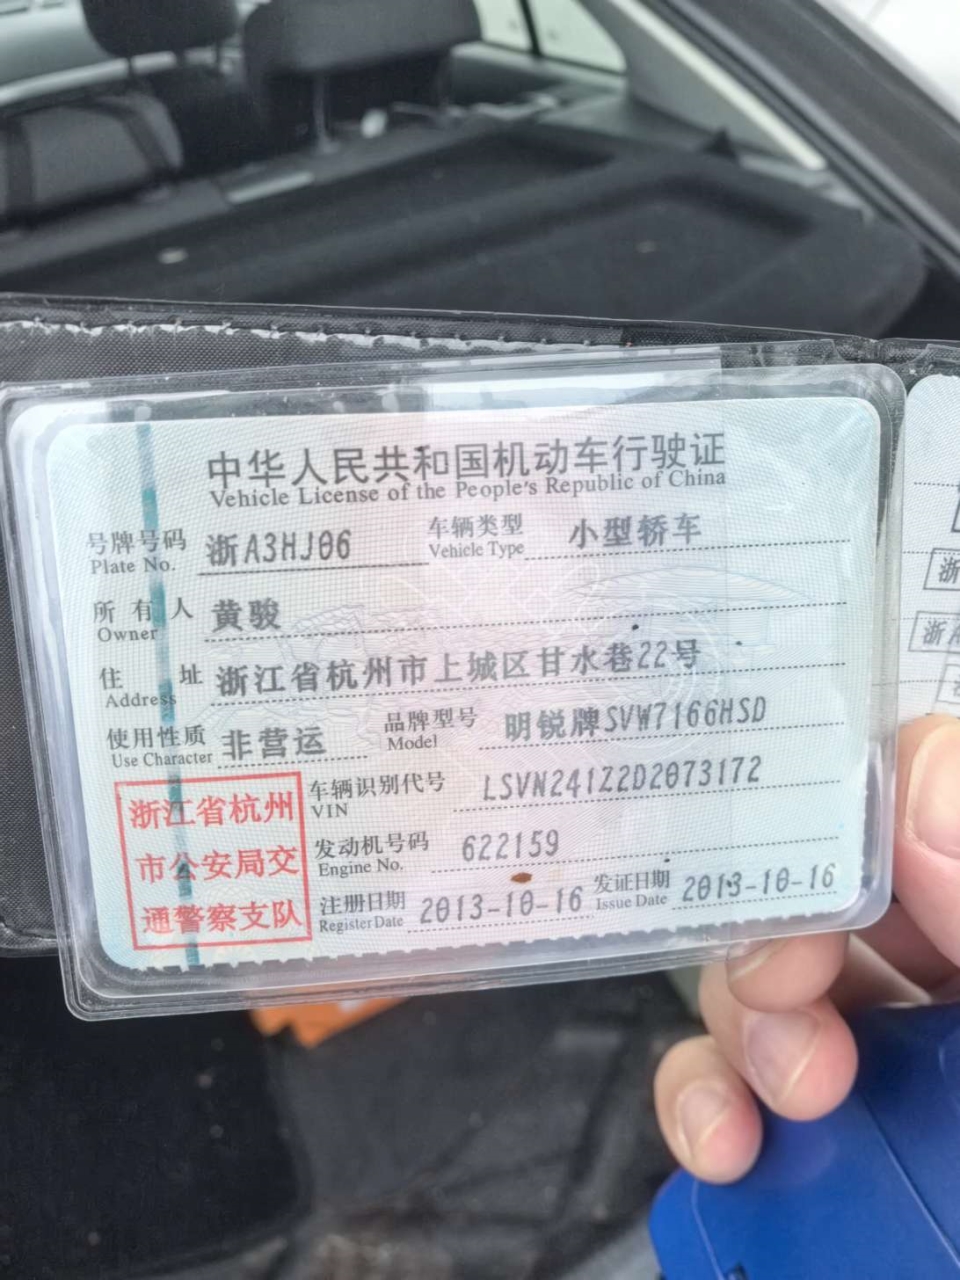 中华人民共和国机动车行驶证
Vehicle License of the People's Republic of China
号牌号码 浙A3HJ06 车辆类型 小型轿车
Plate No. Vehicle Type
所有人 黄骏
Owner
住址 浙江省杭州市上城区甘水巷22号
Address
使用性质 非营运 品牌型号 明锐牌SVW7166HSD
Use Character Model
浙江省杭州
市公安局交
通警察支队
车辆识别代号 LSVN241Z2D2073172
VIN
发动机号码 622159
Engine No.
注册日期 2013-10-16 发证日期 2013-10-16
Register Date Issue Date
浙
浙